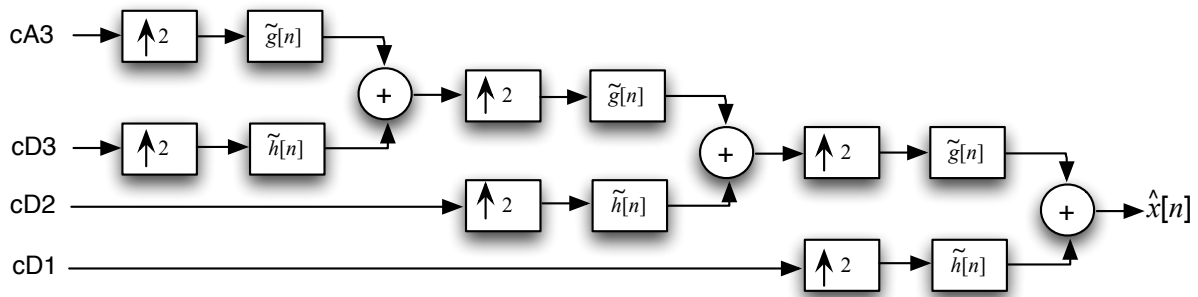 cA3 ↑ 2 g̃[n]
+ ↑ 2 g̃[n]
cD3 ↑ 2 h̃[n]
+ ↑ 2 g̃[n]
cD2 ↑ 2 h̃[n]
+ x̂[n]
cD1 ↑ 2 h̃[n]